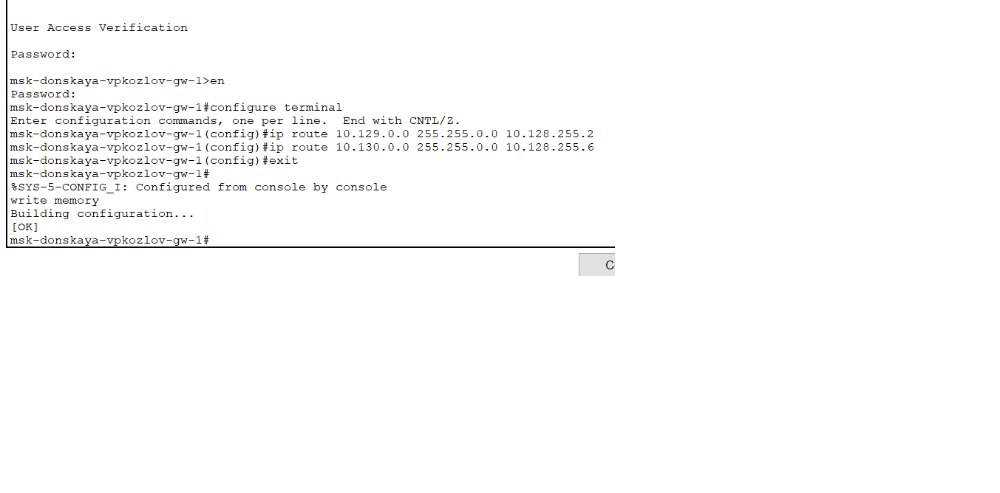 User Access Verification
Password:
msk-donskaya-vpkozlov-gw-1>en
Password:
msk-donskaya-vpkozlov-gw-1#configure terminal
Enter configuration commands, one per line.  End with CNTL/Z.
msk-donskaya-vpkozlov-gw-1(config)#ip route 10.129.0.0 255.255.0.0 10.128.255.2
msk-donskaya-vpkozlov-gw-1(config)#ip route 10.130.0.0 255.255.0.0 10.128.255.6
msk-donskaya-vpkozlov-gw-1(config)#exit
msk-donskaya-vpkozlov-gw-1#
%SYS-5-CONFIG_I: Configured from console by console
write memory
Building configuration...
[OK]
msk-donskaya-vpkozlov-gw-1#
C